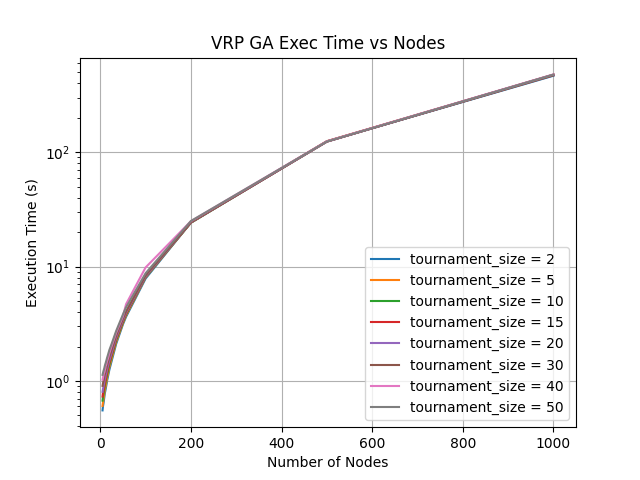 VRP GA Exec Time vs Nodes
Execution Time (s)
10²
10¹
10⁰
tournament_size = 2
tournament_size = 5
tournament_size = 10
tournament_size = 15
tournament_size = 20
tournament_size = 30
tournament_size = 40
tournament_size = 50
0 200 400 600 800 1000
Number of Nodes